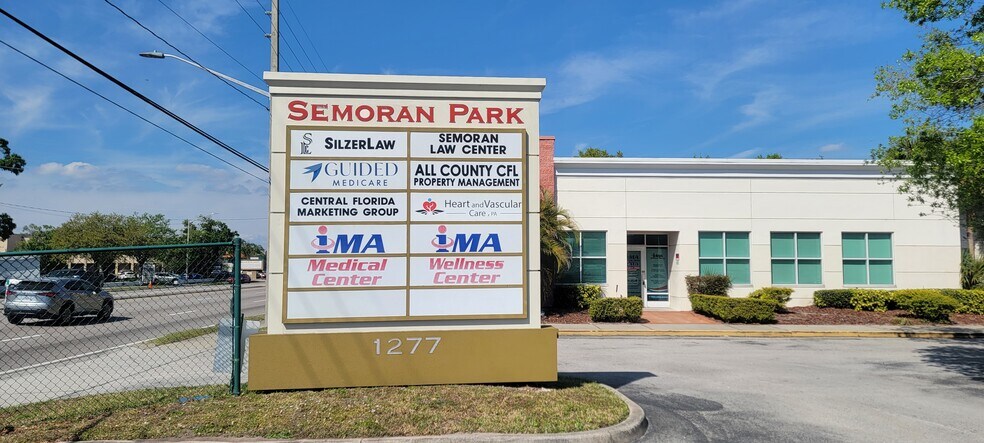 SEMORAN PARK
SILZERLAW
SEMORAN
LAW CENTER
GUIDED
MEDICARE
ALL COUNTY CFL
PROPERTY MANAGEMENT
CENTRAL FLORIDA
MARKETING GROUP
Heart and Vascular
Care, PA
iMA
Medical
Center
iMA
Wellness
Center
1277